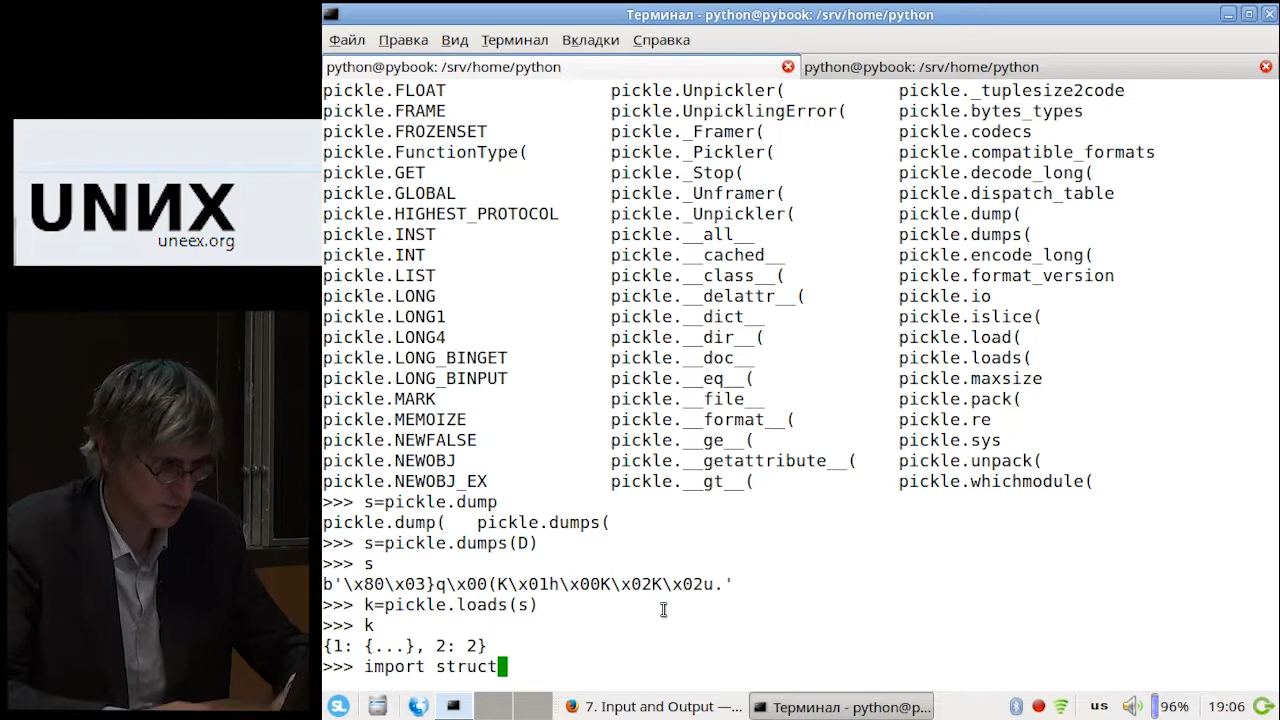 Терминал - python@pybook: /srv/home/python
Файл Правка Вид Терминал Вкладки Справка
python@pybook: /srv/home/python python@pybook: /srv/home/python
pickle.FLOAT pickle.Unpickler( pickle._tuplesize2code
pickle.FRAME pickle.UnpicklingError( pickle.bytes_types
pickle.FROZENSET pickle._Framer( pickle.codecs
pickle.FunctionType( pickle._Pickler( pickle.compatible_formats
pickle.GET pickle._Stop( pickle.decode_long(
pickle.GLOBAL pickle._Unframer( pickle.dispatch_table
pickle.HIGHEST_PROTOCOL pickle._Unpickler( pickle.dump(
pickle.INST pickle.__all__ pickle.dumps(
pickle.INT pickle.__cached__ pickle.encode_long(
pickle.LIST pickle.__class__( pickle.format_version
pickle.LONG pickle.__delattr__( pickle.io
pickle.LONG1 pickle.__dict__ pickle.islice(
pickle.LONG4 pickle.__dir__( pickle.load(
pickle.LONG_BINGET pickle.__doc__ pickle.loads(
pickle.LONG_BINPUT pickle.__eq__( pickle.maxsize
pickle.MARK pickle.__file__ pickle.pack(
pickle.MEMOIZE pickle.__format__( pickle.re
pickle.NEWFALSE pickle.__ge__( pickle.sys
pickle.NEWOBJ pickle.__getattribute__( pickle.unpack(
pickle.NEWOBJ_EX pickle.__gt__( pickle.whichmodule(
>>> s=pickle.dump
pickle.dump( pickle.dumps(
>>> s=pickle.dumps(D)
>>> s
b'\x80\x03}q\x00(K\x01h\x00K\x02K\x02u.'
>>> k=pickle.loads(s)
>>> k
{1: {...}, 2: 2}
>>> import struct
UNИX
uneex.org
SL 7. Input and Output —... Терминал - python@p... us 96% 19:06